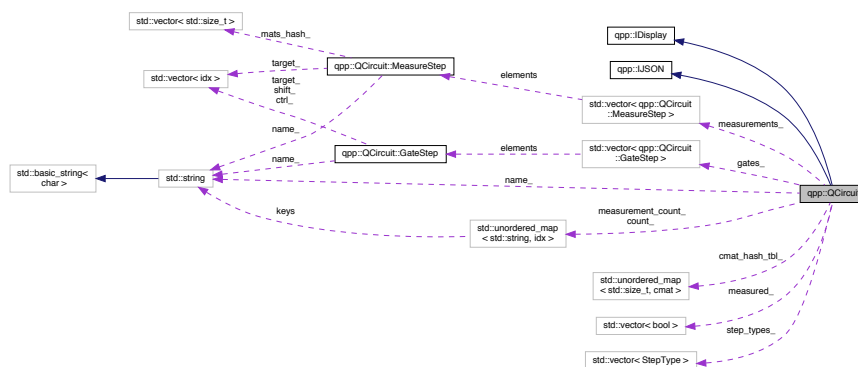 std::vector< std::size_t >
mats_hash_
qpp::IDisplay
qpp::QCircuit::MeasureStep
target_
qpp::IJSON
std::vector< idx >
elements
target_
shift_
ctrl_
std::vector< qpp::QCircuit
::MeasureStep >
measurements_
name_
std::vector< qpp::QCircuit
::GateStep >
elements
qpp::QCircuit::GateStep
gates_
name_
std::basic_string<
char >
std::string
name_
qpp::QCircuit
keys
measurement_count_
count_
std::unordered_map
< std::string, idx >
cmat_hash_tbl_
std::unordered_map
< std::size_t, cmat >
measured_
std::vector< bool >
step_types_
std::vector< StepType >